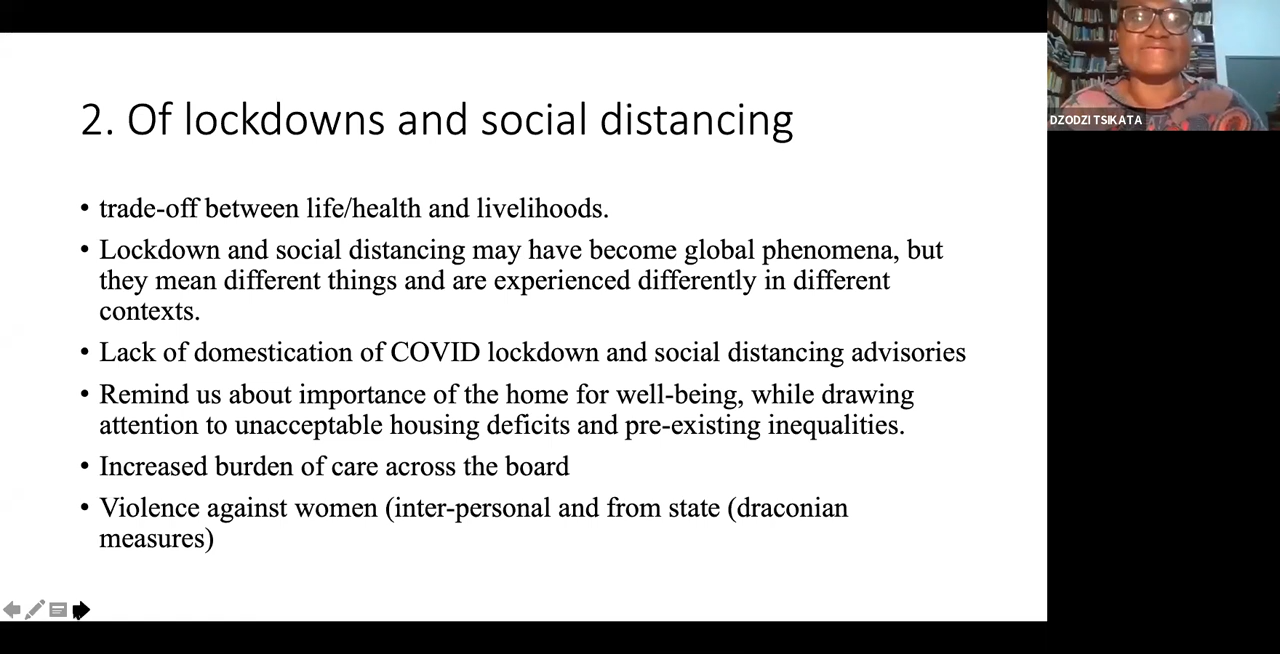 2. Of lockdowns and social distancing
• trade-off between life/health and livelihoods.
• Lockdown and social distancing may have become global phenomena, but
they mean different things and are experienced differently in different
contexts.
• Lack of domestication of COVID lockdown and social distancing advisories
• Remind us about importance of the home for well-being, while drawing
attention to unacceptable housing deficits and pre-existing inequalities.
• Increased burden of care across the board
• Violence against women (inter-personal and from state (draconian
measures)
DZODZI TSIKATA